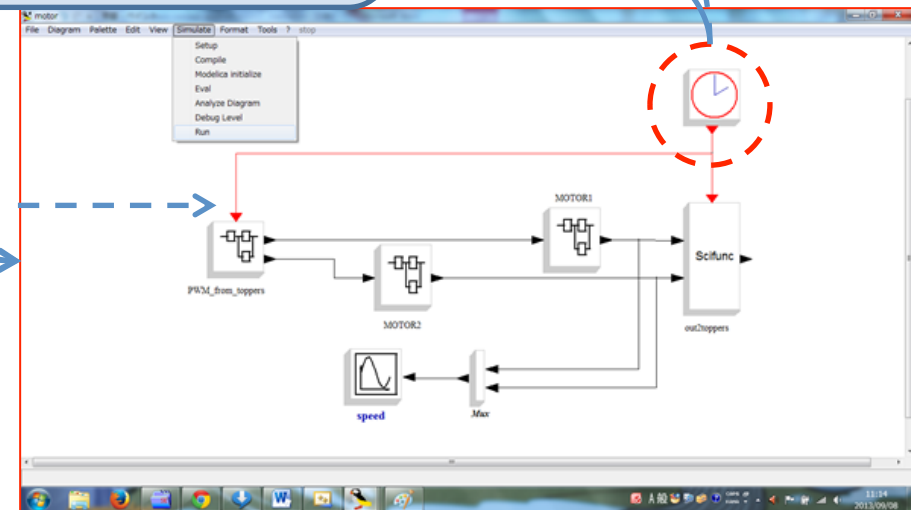 motor
File Diagram Palette Edit View Simulate Format Tools ? stop
Setup
Compile
Modelica initialize
Eval
Analyze Diagram
Debug Level
Run
MOTOR1
Scifunc
PWM_from_toppers
MOTOR2
out2toppers
speed
Mux
A 般
11:14
2013/09/08